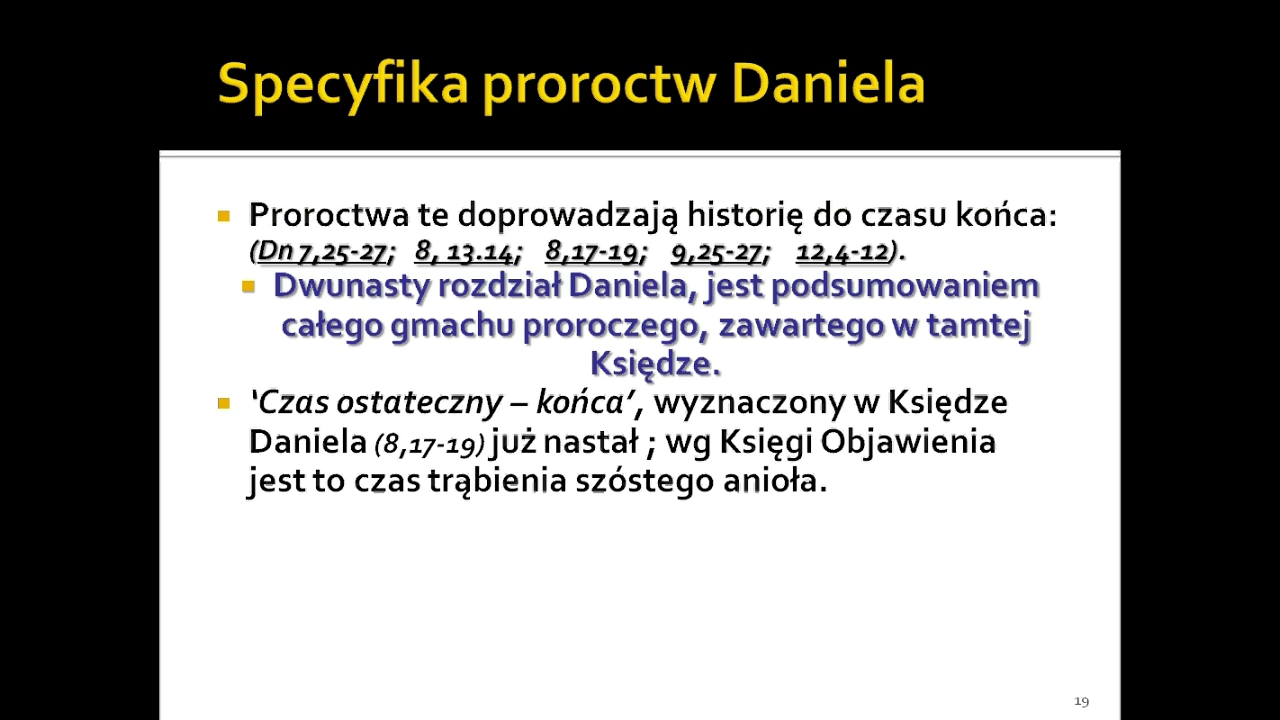 Specyfika proroctw Daniela
Proroctwa te doprowadzają historię do czasu końca:
(Dn 7,25-27; 8, 13.14; 8,17-19; 9,25-27; 12,4-12).
Dwunasty rozdział Daniela, jest podsumowaniem
całego gmachu proroczego, zawartego w tamtej
Księdze.
‘Czas ostateczny – końca’, wyznaczony w Księdze
Daniela (8,17-19) już nastał ; wg Księgi Objawienia
jest to czas trąbienia szóstego anioła.
19